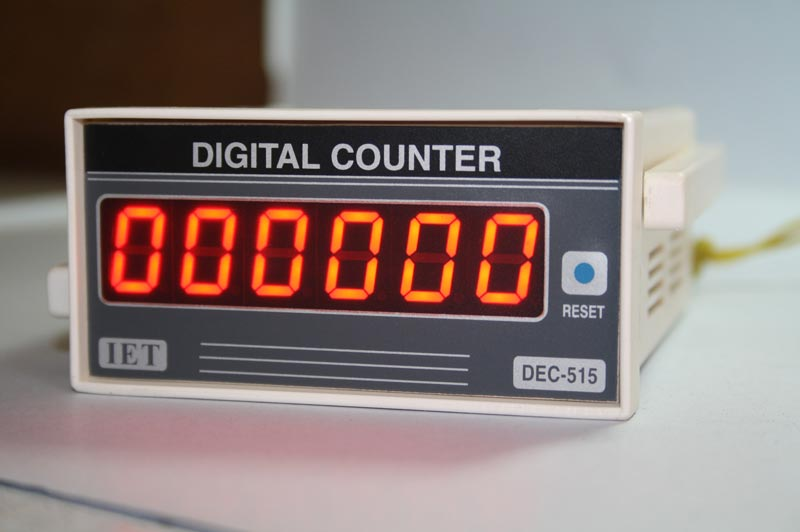 DIGITAL COUNTER
000000
RESET
IET
DEC-515